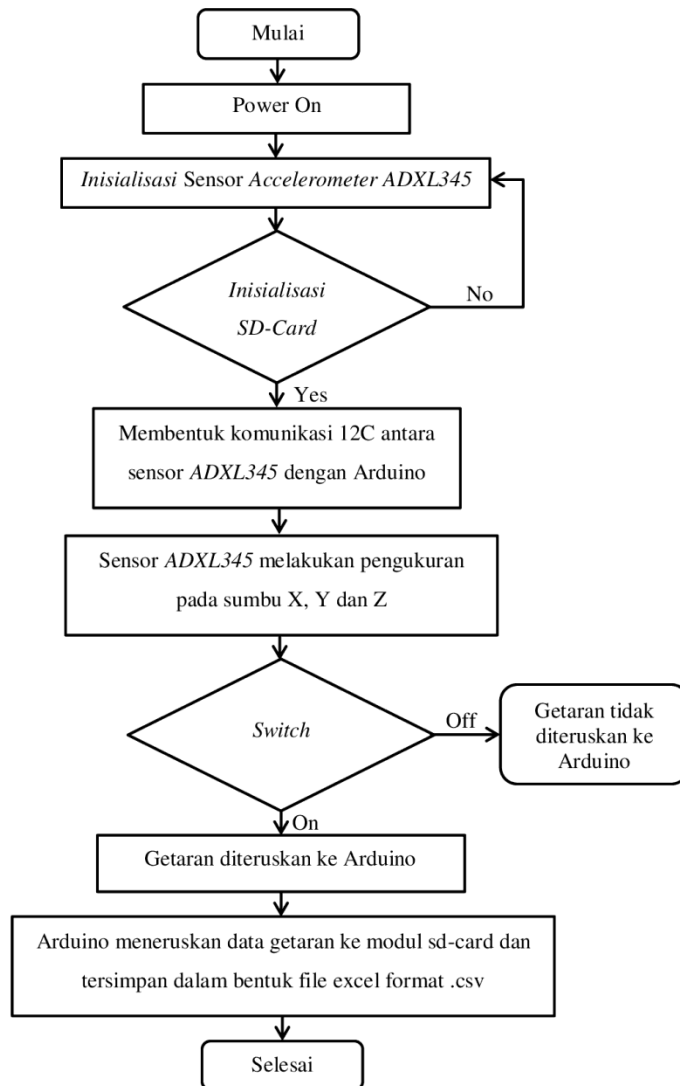 Mulai
Power On
Inisialisasi Sensor Accelerometer ADXL345
Inisialisasi
SD-Card
No
Yes
Membentuk komunikasi 12C antara
sensor ADXL345 dengan Arduino
Sensor ADXL345 melakukan pengukuran
pada sumbu X, Y dan Z
Switch
Off
Getaran tidak
diteruskan ke
Arduino
On
Getaran diteruskan ke Arduino
Arduino meneruskan data getaran ke modul sd-card dan
tersimpan dalam bentuk file excel format .csv
Selesai